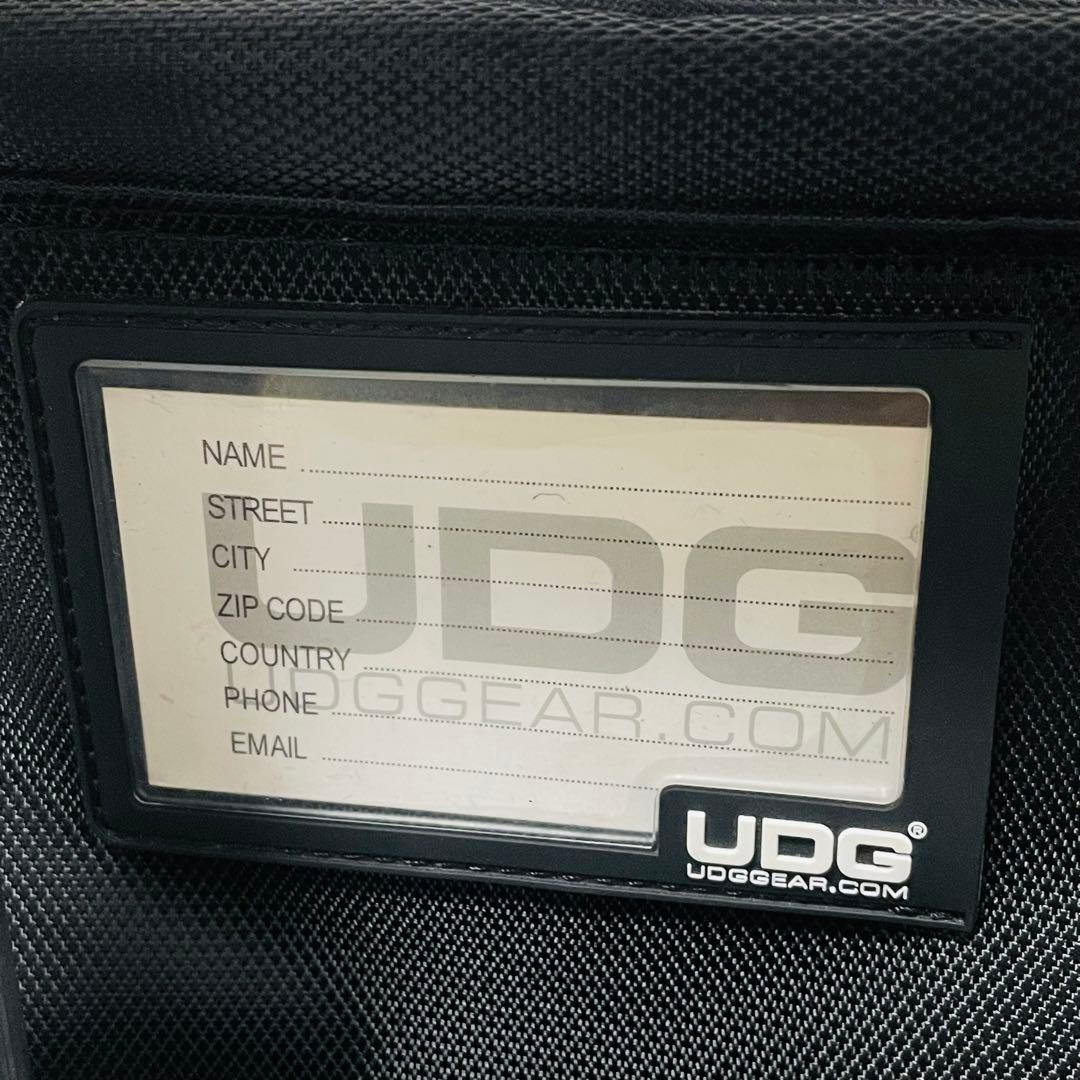 NAME
STREET
CITY
ZIP CODE
COUNTRY
PHONE
EMAIL
UDG
UDGGEAR.COM
UDG®
UDGGEAR.COM